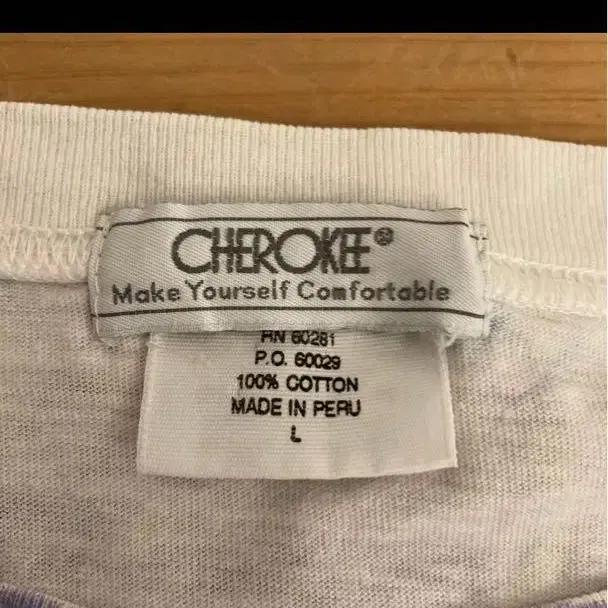 CHEROKEE®
Make Yourself Comfortable
RN 60281
P.O. 60029
100% COTTON
MADE IN PERU
L